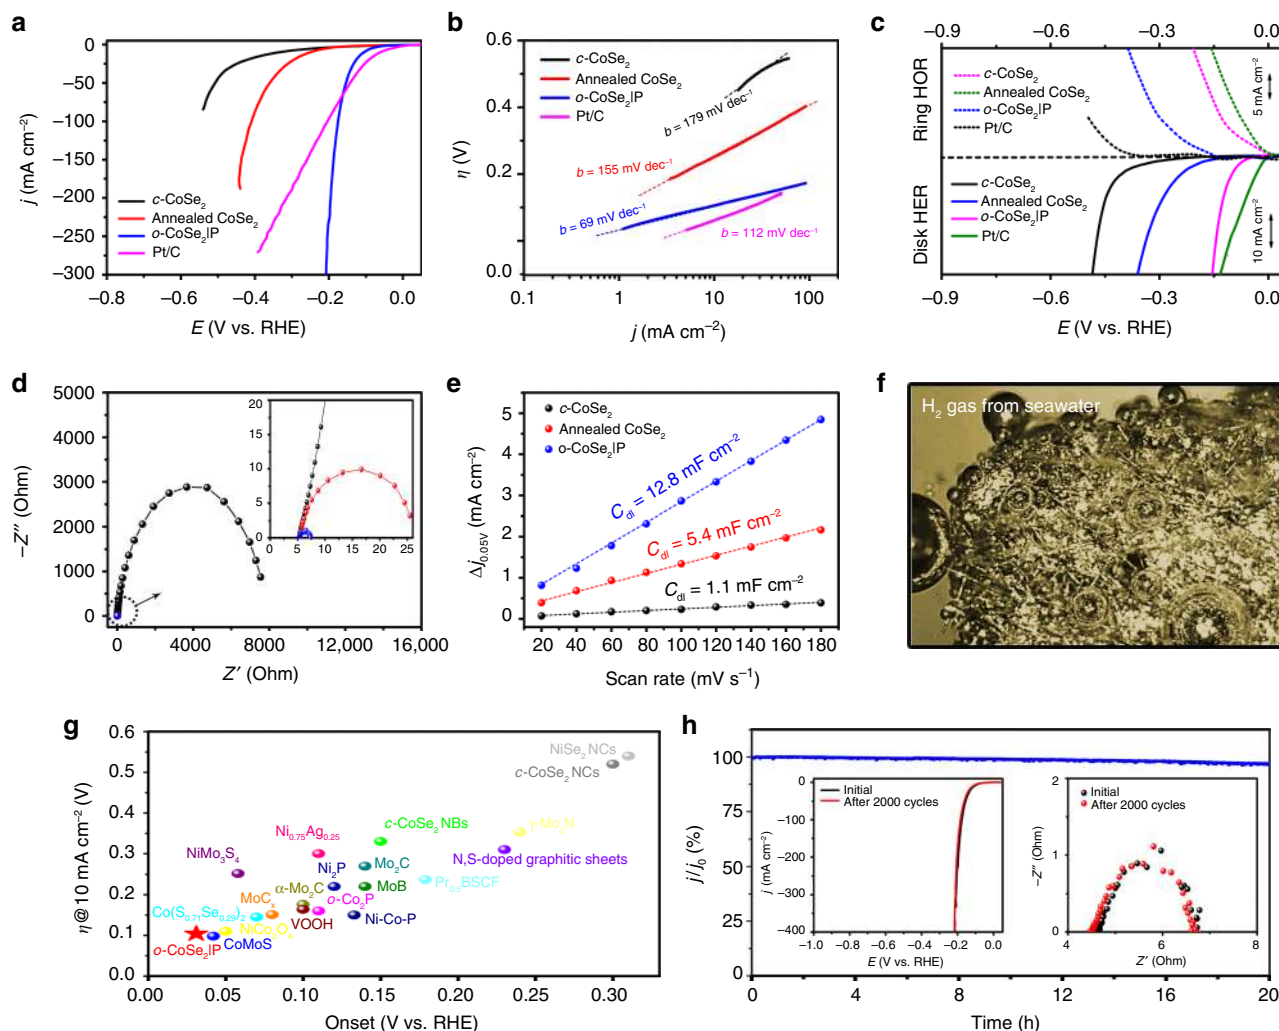 a
0
−50
−100
−150
−200
−250
−300
j (mA cm−2)
c-CoSe2
Annealed CoSe2
o-CoSe2|P
Pt/C
−0.8 −0.6 −0.4 −0.2 0.0
E (V vs. RHE)
b
0.6
0.4
0.2
0.0
η (V)
c-CoSe2
Annealed CoSe2
o-CoSe2|P
Pt/C
b = 179 mV dec−1
b = 155 mV dec−1
b = 69 mV dec−1
b = 112 mV dec−1
0.1 1 10 100
j (mA cm−2)
c
−0.9 −0.6 −0.3 0.0
Ring HOR
c-CoSe2
Annealed CoSe2
o-CoSe2|P
Pt/C
5 mA cm−2
Disk HER
c-CoSe2
Annealed CoSe2
o-CoSe2|P
Pt/C
10 mA cm−2
−0.9 −0.6 −0.3 0.0
E (V vs. RHE)
d
5000
4000
3000
2000
1000
0
−Z″ (Ohm)
20
15
10
5
0
0 5 10 15 20 25
0 4000 8000 12,000 16,000
Z′ (Ohm)
e
5
4
3
2
1
0
Δj0.05V (mA cm−2)
c-CoSe2
Annealed CoSe2
o-CoSe2|P
Cdl = 12.8 mF cm−2
Cdl = 5.4 mF cm−2
Cdl = 1.1 mF cm−2
20 40 60 80 100 120 140 160 180
Scan rate (mV s−1)
f
H2 gas from seawater
g
0.6
0.5
0.4
0.3
0.2
0.1
0.0
η@10 mA cm−2 (V)
NiSe2 NCs
c-CoSe2 NCs
γ-Mo2N
c-CoSe2 NBs
Ni0.75Ag0.25
N,S-doped graphitic sheets
NiMo3S4
Mo2C
Pr0.5BSCF
Ni2P
MoB
α-Mo2C
MoCx
o-Co2P
Co(S0.71Se0.29)2
VOOH
Ni-Co-P
NiCo2Ox
CoMoS
o-CoSe2|P
0.00 0.05 0.10 0.15 0.20 0.25 0.30
Onset (V vs. RHE)
h
100
75
50
25
0
j/j0 (%)
Initial
After 2000 cycles
0
−100
−200
−300
−400
j (mA cm−2)
-1.0 -0.8 -0.6 -0.4 -0.2 0.0
E (V vs. RHE)
Initial
After 2000 cycles
2
1
0
−Z″ (Ohm)
4 6 8
Z′ (Ohm)
0 4 8 12 16 20
Time (h)